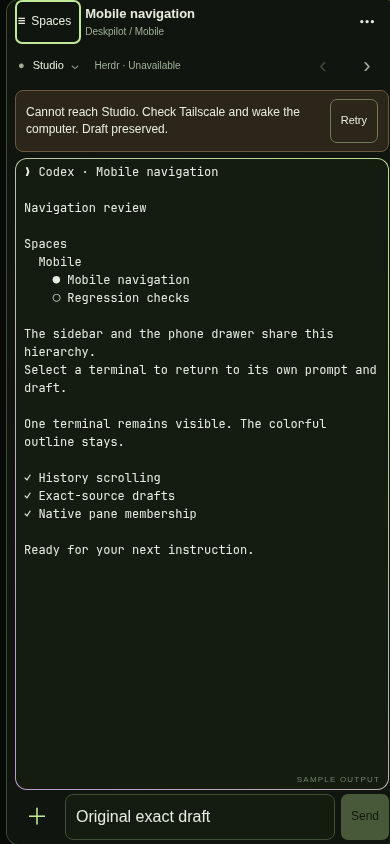 ≡ Spaces
Mobile navigation
Deskpilot / Mobile
•••
● Studio ⌵ Herdr · Unavailable ‹ ›
Cannot reach Studio. Check Tailscale and wake the
computer. Draft preserved.
Retry
❯ Codex · Mobile navigation
Navigation review
Spaces
Mobile
● Mobile navigation
○ Regression checks
The sidebar and the phone drawer share this
hierarchy.
Select a terminal to return to its own prompt and
draft.
One terminal remains visible. The colorful
outline stays.
✓ History scrolling
✓ Exact-source drafts
✓ Native pane membership
Ready for your next instruction.
SAMPLE OUTPUT
+ Original exact draft Send